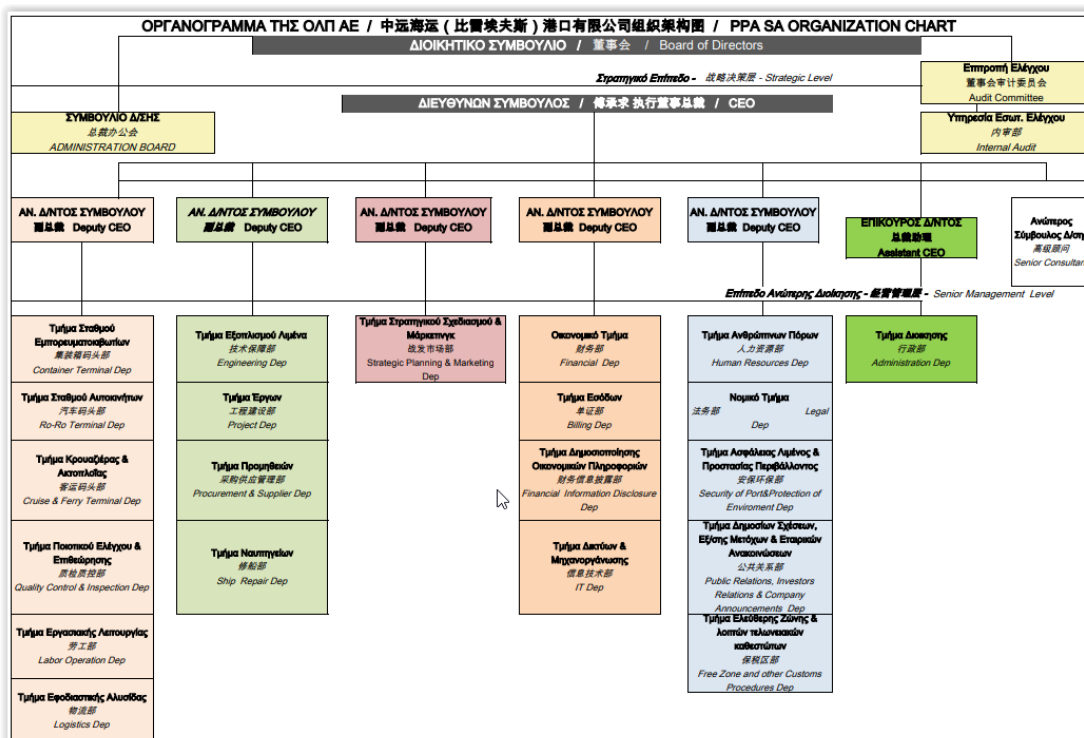 ΟΡΓΑΝΟΓΡΑΜΜΑ ΤΗΣ ΟΛΠ ΑΕ / 中远海运（比雷埃夫斯）港口有限公司组织架构图 / PPA SA ORGANIZATION CHART
ΔΙΟΙΚΗΤΙΚΟ ΣΥΜΒΟΥΛΙΟ / 董事会 / Board of Directors
Στρατηγικό Επίπεδο - 战略决策层 - Strategic Level
Επιτροπή Ελέγχου
董事会审计委员会
Audit Committee
ΔΙΕΥΘΥΝΩΝ ΣΥΜΒΟΥΛΟΣ / 傅承求 执行董事总裁 / CEO
ΣΥΜΒΟΥΛΙΟ Δ/ΣΗΣ
总裁办公会
ADMINISTRATION BOARD
Υπηρεσία Εσωτ. Ελέγχου
内审部
Internal Audit
ΑΝ. Δ/ΝΤΟΣ ΣΥΜΒΟΥΛΟΥ
副总裁 Deputy CEO
ΑΝ. Δ/ΝΤΟΣ ΣΥΜΒΟΥΛΟΥ
副总裁 Deputy CEO
ΑΝ. Δ/ΝΤΟΣ ΣΥΜΒΟΥΛΟΥ
副总裁 Deputy CEO
ΑΝ. Δ/ΝΤΟΣ ΣΥΜΒΟΥΛΟΥ
副总裁 Deputy CEO
ΑΝ. Δ/ΝΤΟΣ ΣΥΜΒΟΥΛΟΥ
副总裁 Deputy CEO
ΕΠΙΚΟΥΡΟΣ Δ/ΝΤΟΣ
总裁助理
Assistant CEO
Ανώτερος
Σύμβουλος Δ/σης
高级顾问
Senior Consultan
Επίπεδο Ανώτερης Διοίκησης - 经营管理层 - Senior Management Level
Τμήμα Σταθμού
Εμπορευματοκιβωτίων
集装箱码头部
Container Terminal Dep
Τμήμα Σταθμού Αυτοκινήτων
汽车码头部
Ro-Ro Terminal Dep
Τμήμα Κρουαζιέρας &
Ακτοπλοΐας
客运码头部
Cruise & Ferry Terminal Dep
Τμήμα Ποιοτικού Ελέγχου &
Επιθεώρησης
质检质控部
Quality Control & Inspection Dep
Τμήμα Εργασιακής Λειτουργίας
劳工部
Labor Operation Dep
Τμήμα Εφοδιαστικής Αλυσίδας
物流部
Logistics Dep
Τμήμα Εξοπλισμού Λιμένα
技术保障部
Engineering Dep
Τμήμα Έργων
工程建设部
Project Dep
Τμήμα Προμηθειών
采购供应管理部
Procurement & Supplier Dep
Τμήμα Ναυπηγείων
修船部
Ship Repair Dep
Τμήμα Στρατηγικού Σχεδιασμού &
Μάρκετινγκ
战发市场部
Strategic Planning & Marketing
Dep
Οικονομικό Τμήμα
财务部
Financial Dep
Τμήμα Εσόδων
单证部
Billing Dep
Τμήμα Δημοσιοποίησης
Οικονομικών Πληροφοριών
财务信息披露部
Financial Information Disclosure
Dep
Τμήμα Δικτύων &
Μηχανοργάνωσης
信息技术部
IT Dep
Τμήμα Ανθρώπινων Πόρων
人力资源部
Human Resources Dep
Νομικό Τμήμα
法务部 Legal
Dep
Τμήμα Ασφάλειας Λιμένος &
Προστασίας Περιβάλλοντος
安保环保部
Security of Port&Protection of
Enviroment Dep
Τμήμα Δημοσίων Σχέσεων,
Εξ/σης Μετόχων & Εταιρικών
Ανακοινώσεων
公共关系部
Public Relations, Investors
Relations & Company
Announcements Dep
Τμήμα Ελεύθερης Ζώνης &
λοιπών τελωνειακών
καθεστώτων
保税区部
Free Zone and other Customs
Procedures Dep
Τμήμα Διοίκησης
行政部
Administration Dep